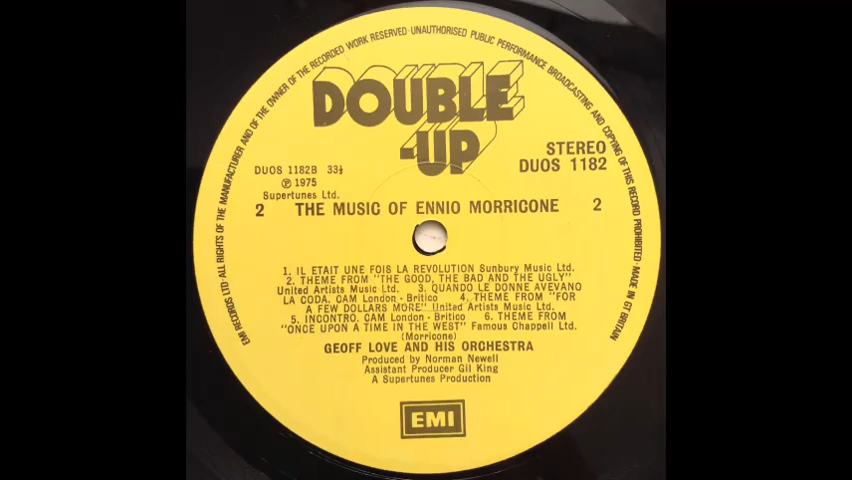 EMI RECORDS LTD·ALL RIGHTS OF THE MANUFACTURER AND OF THE OWNER OF THE RECORDED WORK RESERVED·UNAUTHORISED PUBLIC PERFORMANCE BROADCASTING AND COPYING OF THIS RECORD PROHIBITED·MADE IN GT BRITAIN
DOUBLE
-UP
STEREO
DUOS 1182
DUOS 1182B 33⅓
Ⓟ 1975
Supertunes Ltd.
2 THE MUSIC OF ENNIO MORRICONE 2
1. IL ETAIT UNE FOIS LA REVOLUTION Sunbury Music Ltd.
2. THEME FROM "THE GOOD, THE BAD AND THE UGLY"
United Artists Music Ltd. 3. QUANDO LE DONNE AVEVANO
LA CODA. CAM London - Britico 4. THEME FROM "FOR
A FEW DOLLARS MORE" United Artists Music Ltd.
5. INCONTRO. CAM London - Britico 6. THEME FROM
"ONCE UPON A TIME IN THE WEST" Famous Chappell Ltd.
(Morricone)
GEOFF LOVE AND HIS ORCHESTRA
Produced by Norman Newell
Assistant Producer Gil King
A Supertunes Production
EMI